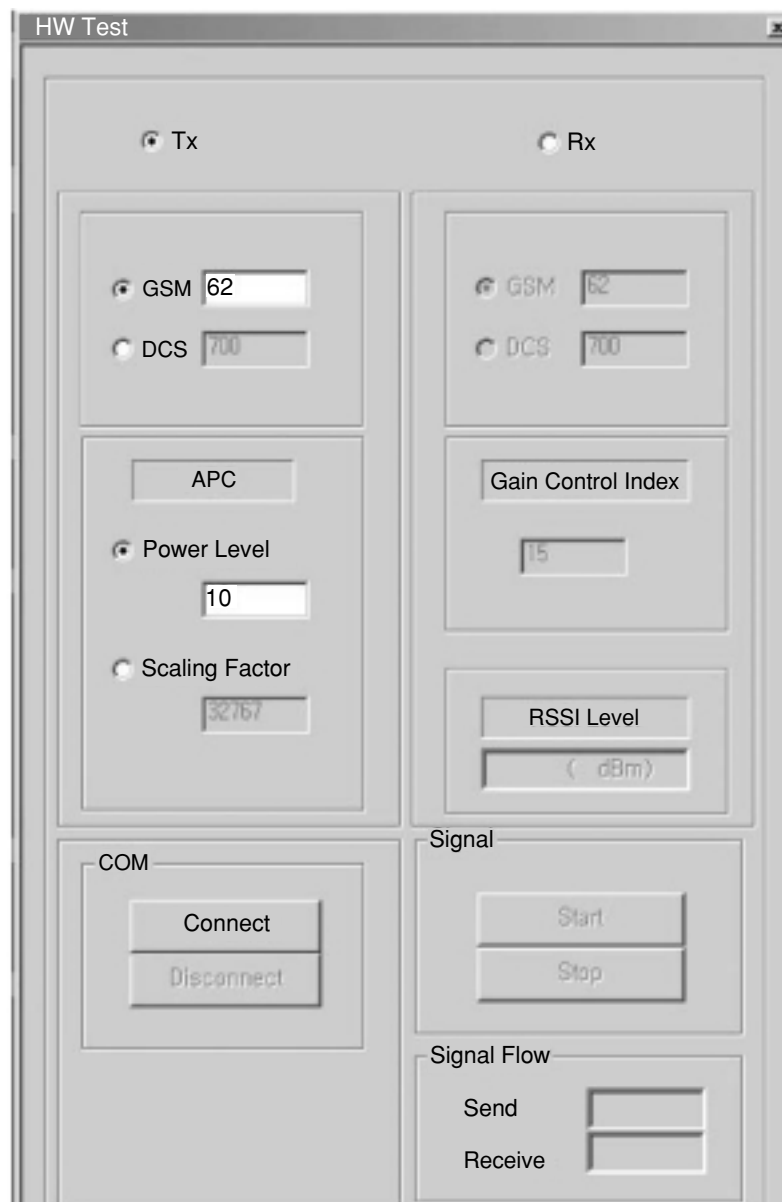 HW Test
Tx
Rx
GSM 62
DCS 700
GSM 62
DCS 700
APC
Power Level
10
Scaling Factor
32767
Gain Control Index
15
RSSI Level
( dBm)
COM
Connect
Disconnect
Signal
Start
Stop
Signal Flow
Send
Receive